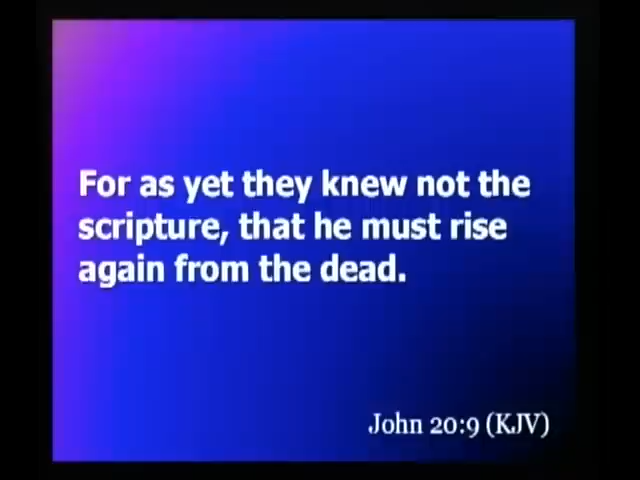 For as yet they knew not the
scripture, that he must rise
again from the dead.
John 20:9 (KJV)